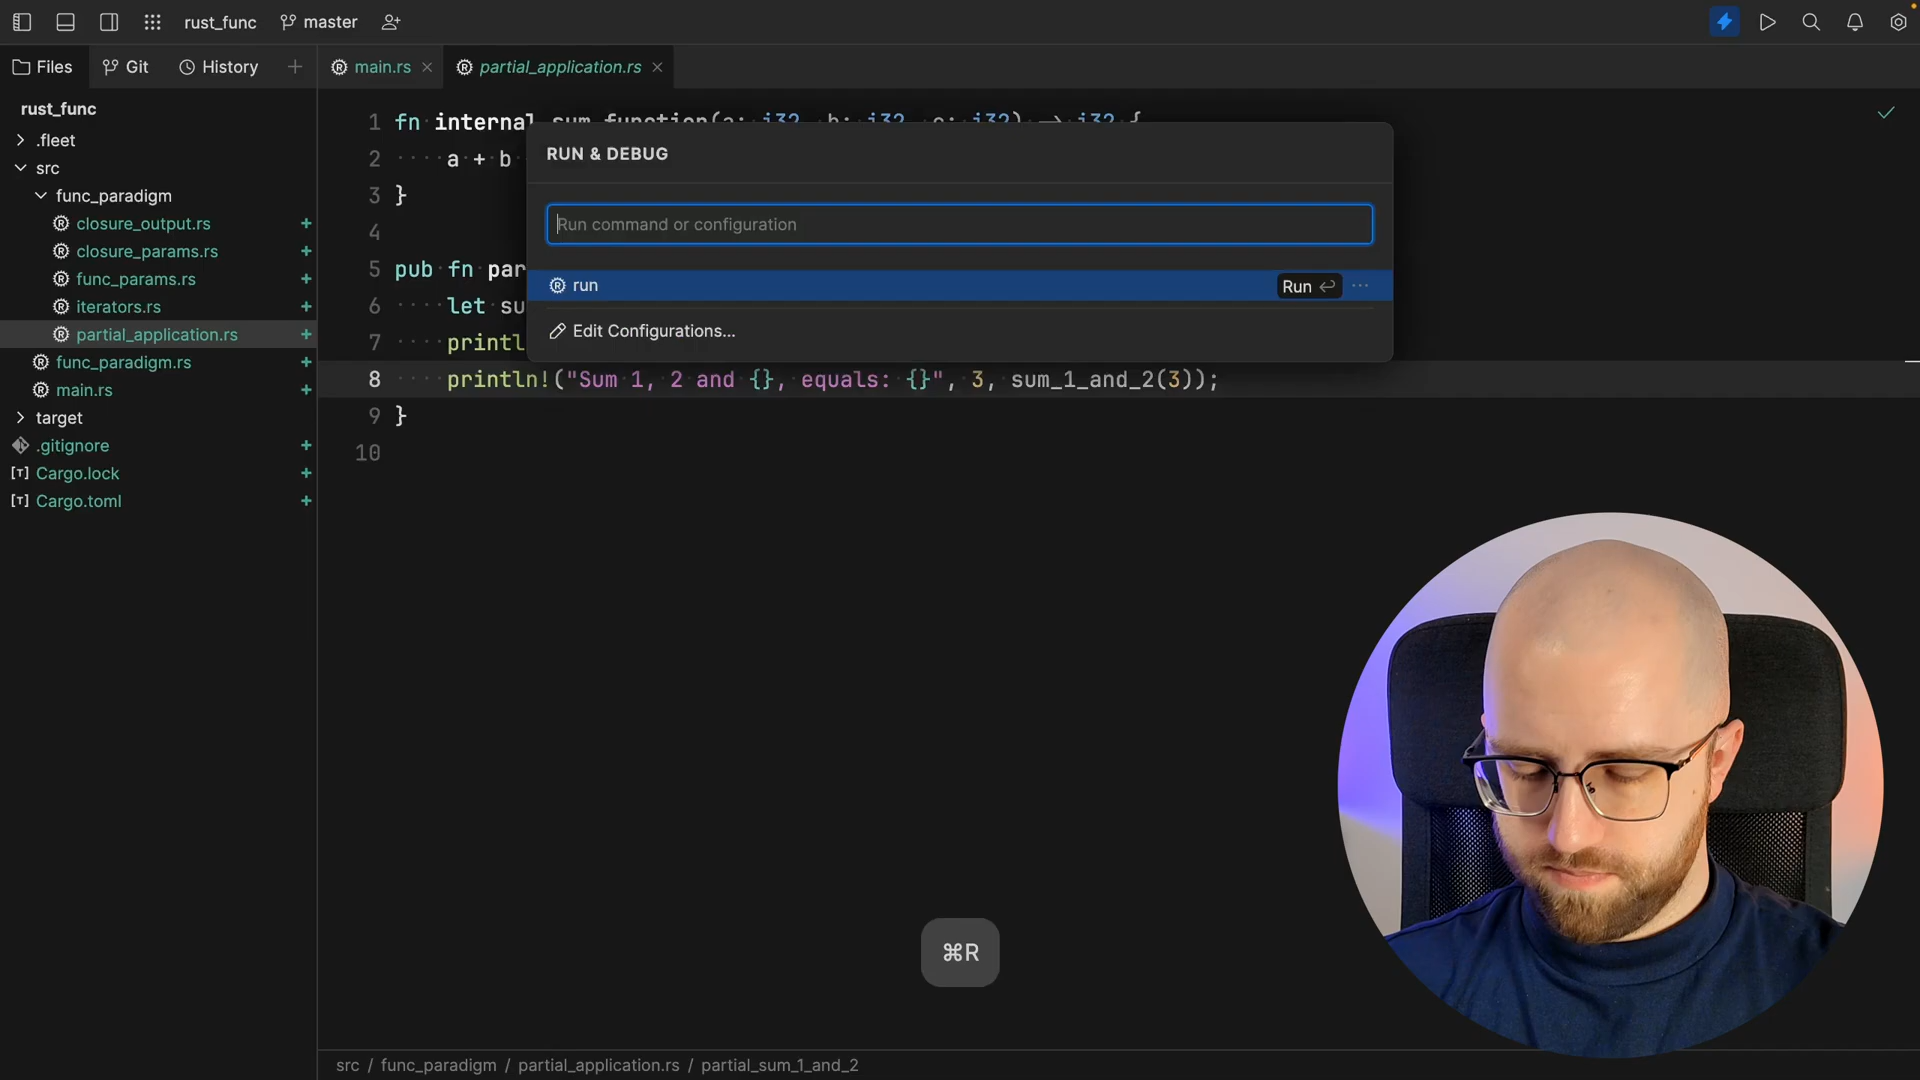 rust_func master
Files Git History
main.rs partial_application.rs
rust_func
.fleet
src
func_paradigm
closure_output.rs +
closure_params.rs +
func_params.rs +
iterators.rs +
partial_application.rs +
func_paradigm.rs +
main.rs +
target
.gitignore +
[T] Cargo.lock +
[T] Cargo.toml +
1 fn internal_sum_function(a: i32, b: i32, c: i32) -> i32 {
2 ····a + b
3 }
4
5 pub fn par
6 ····let su
7 ····printl
8 ····println!("Sum 1, 2 and {}, equals: {}", 3, sum_1_and_2(3));
9 }
10
RUN & DEBUG
Run command or configuration
run Run ···
Edit Configurations...
⌘R
src / func_paradigm / partial_application.rs / partial_sum_1_and_2